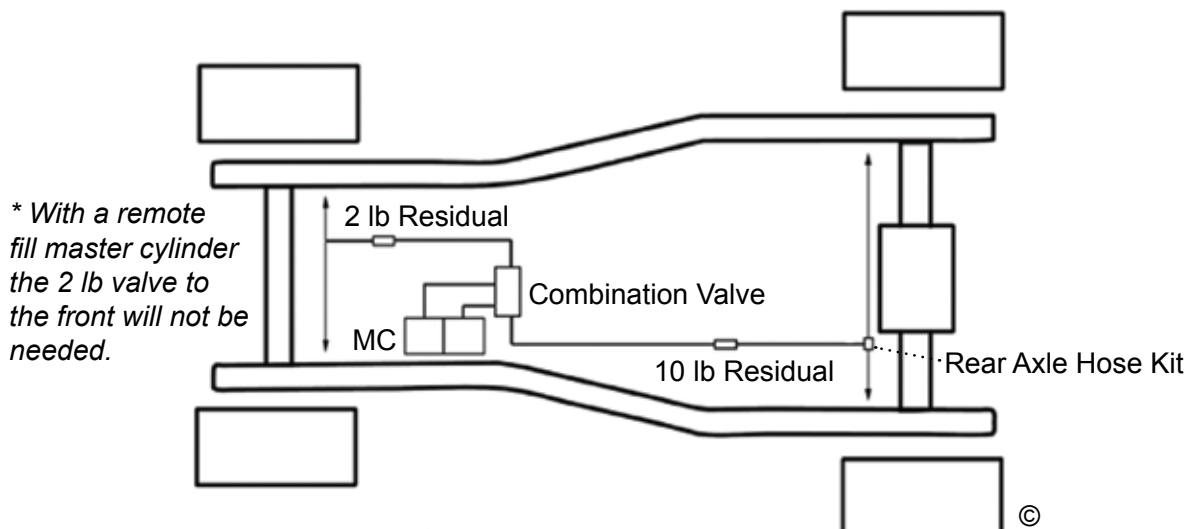 * With a remote
fill master cylinder
the 2 lb valve to
the front will not be
needed.
2 lb Residual
Combination Valve
MC
10 lb Residual
Rear Axle Hose Kit
©